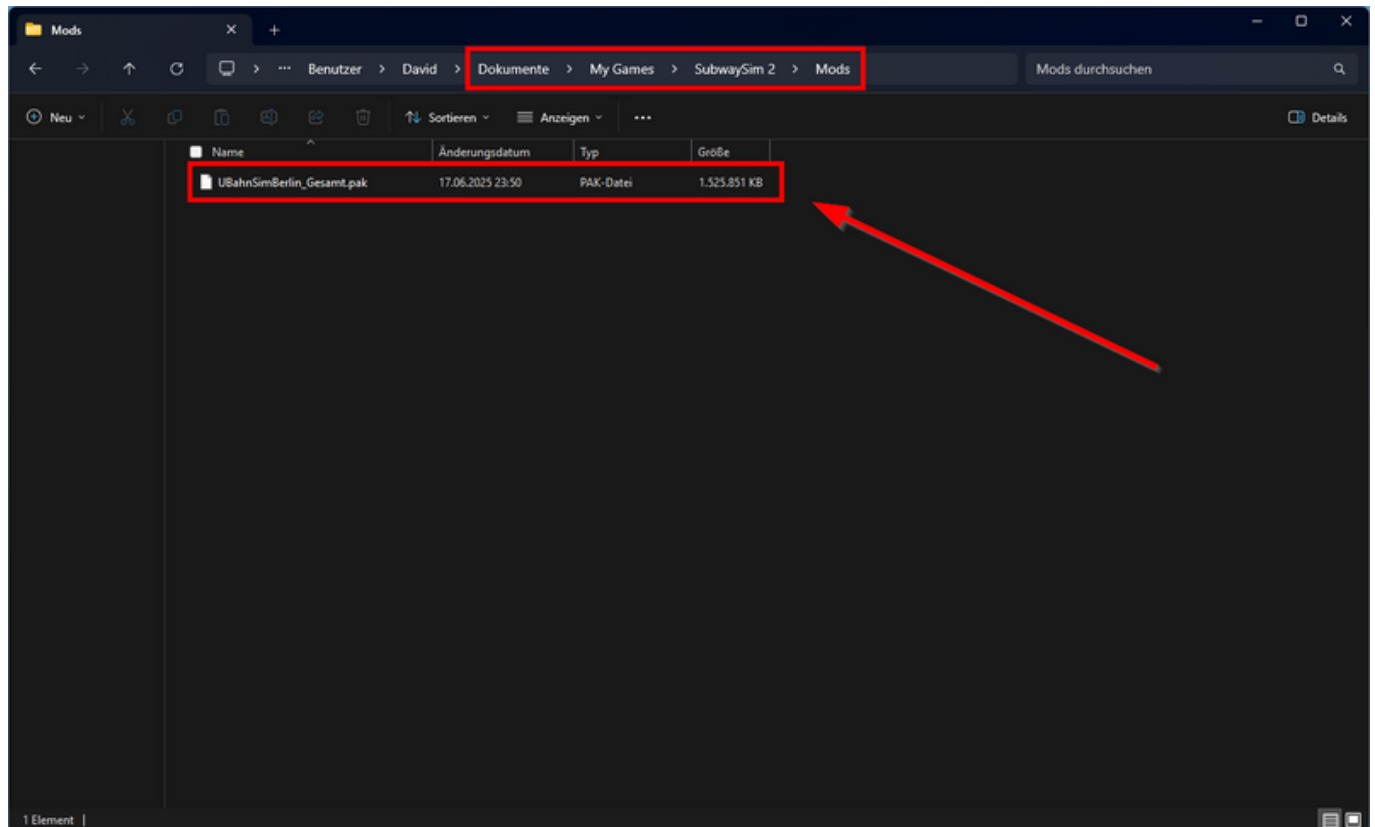 Mods
Benutzer > David > Dokumente > My Games > SubwaySim 2 > Mods
Mods durchsuchen
Neu
Sortieren
Anzeigen
Details
Name Änderungsdatum Typ Größe
UBahnSimBerlin_Gesamt.pak 17.06.2025 23:50 PAK-Datei 1.525.851 KB
1 Element